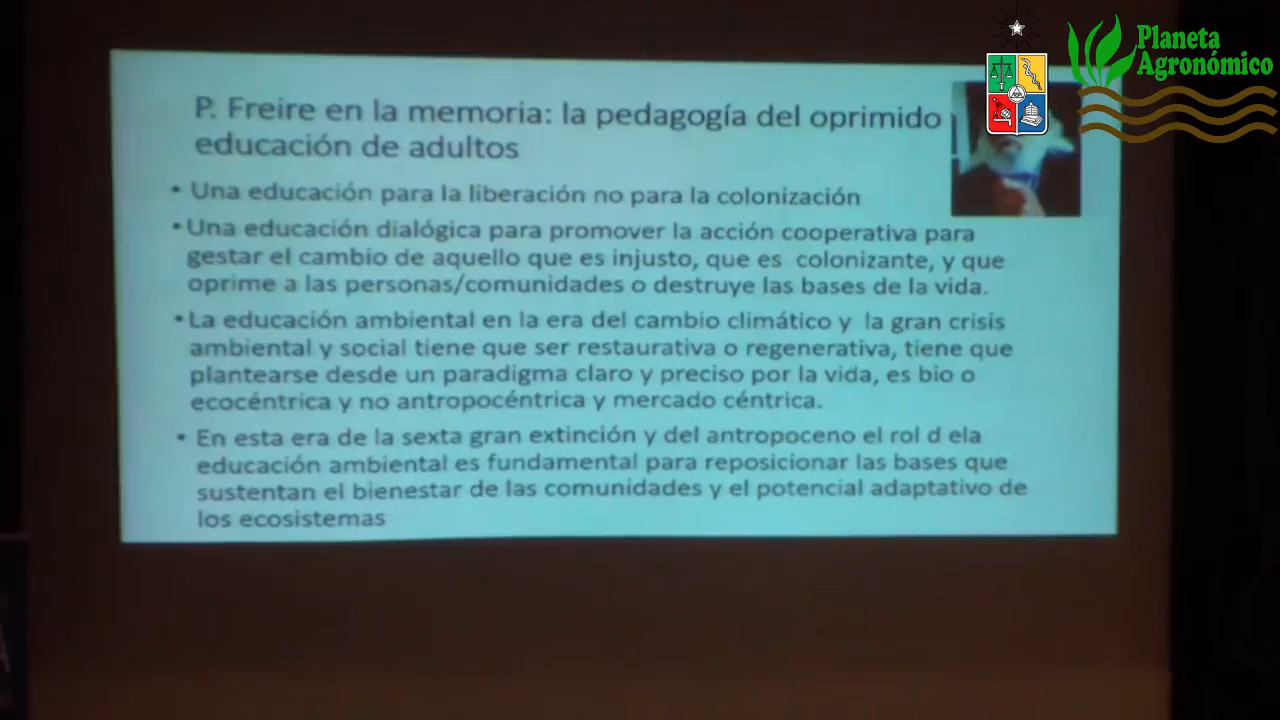 Planeta
Agronómico
P. Freire en la memoria: la pedagogía del oprimido
educación de adultos
• Una educación para la liberación no para la colonización
• Una educación dialógica para promover la acción cooperativa para
gestar el cambio de aquello que es injusto, que es colonizante, y que
oprime a las personas/comunidades o destruye las bases de la vida.
• La educación ambiental en la era del cambio climático y la gran crisis
ambiental y social tiene que ser restaurativa o regenerativa, tiene que
plantearse desde un paradigma claro y preciso por la vida, es bio o
ecocéntrica y no antropocéntrica y mercado céntrica.
• En esta era de la sexta gran extinción y del antropoceno el rol d ela
educación ambiental es fundamental para reposicionar las bases que
sustentan el bienestar de las comunidades y el potencial adaptativo de
los ecosistemas